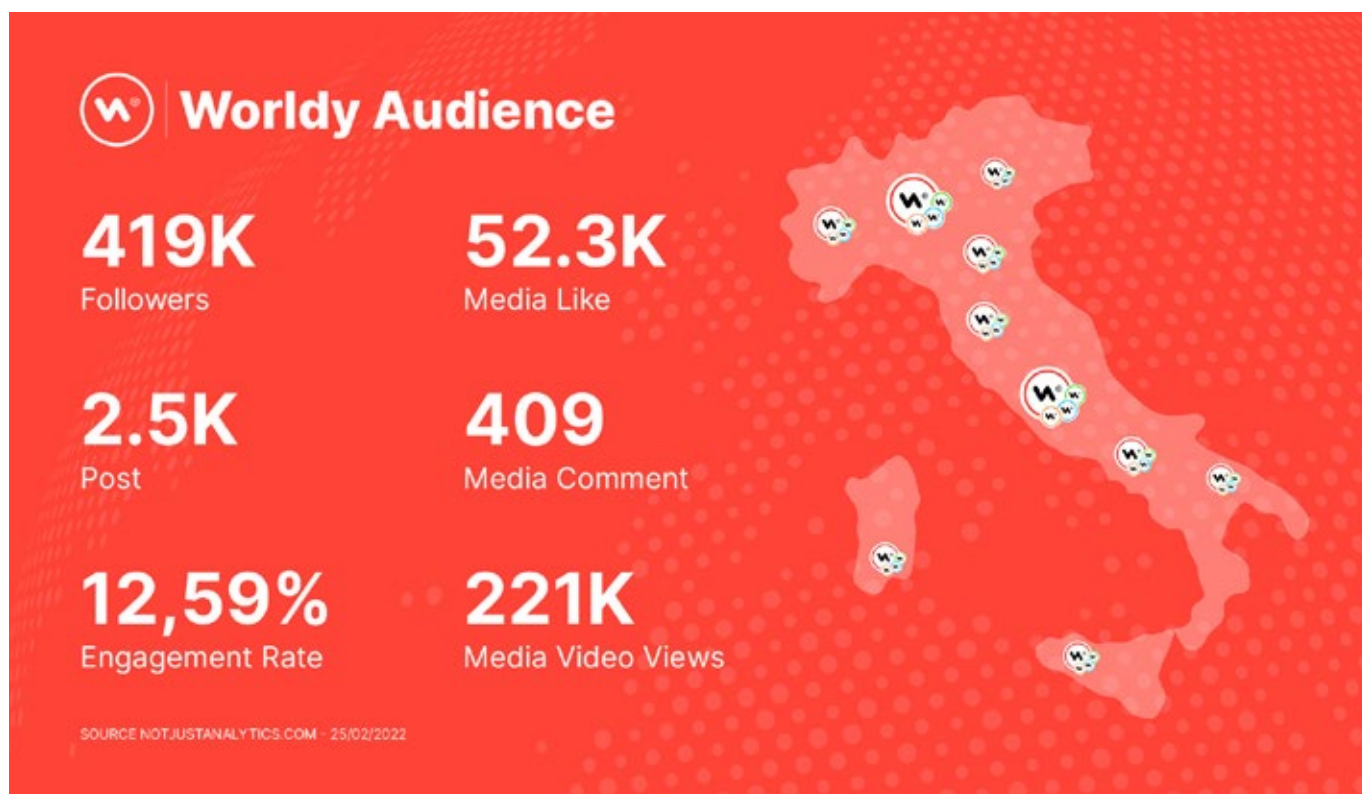 Worldy Audience
419K
Followers
52.3K
Media Like
2.5K
Post
409
Media Comment
12,59%
Engagement Rate
221K
Media Video Views
SOURCE NOTJUSTANALYTICS.COM - 25/02/2022